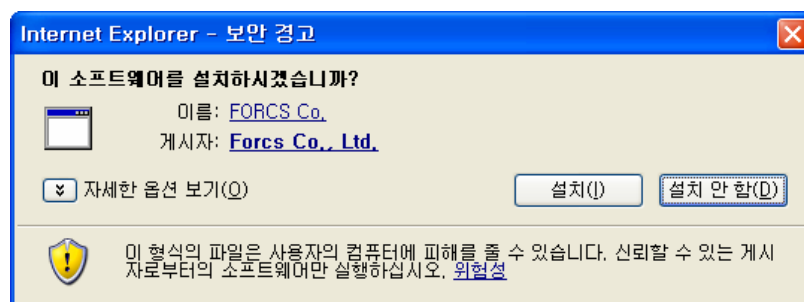 Internet Explorer - 보안 경고
이 소프트웨어를 설치하시겠습니까?
이름: FORCS Co,
게시자: Forcs Co,, Ltd,
자세한 옵션 보기(O)
설치(I)
설치 안 함(D)
이 형식의 파일은 사용자의 컴퓨터에 피해를 줄 수 있습니다. 신뢰할 수 있는 게시
자로부터의 소프트웨어만 실행하십시오. 위험성